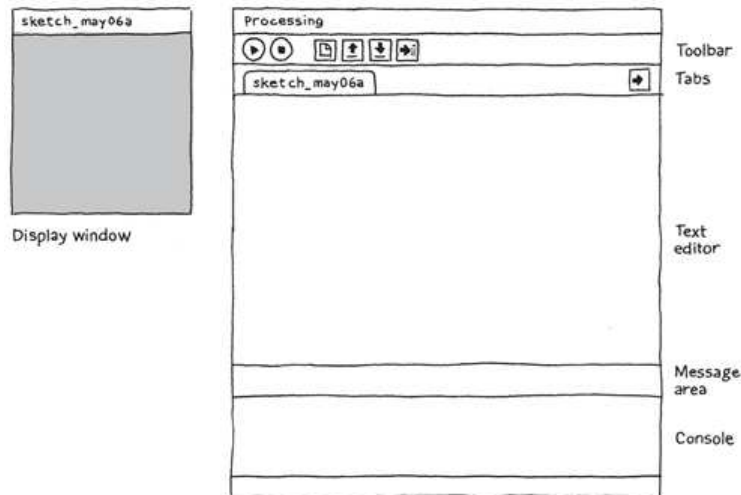 sketch_may06a
Display window
Processing
Toolbar
sketch_may06a
Tabs
Text
editor
Message
area
Console